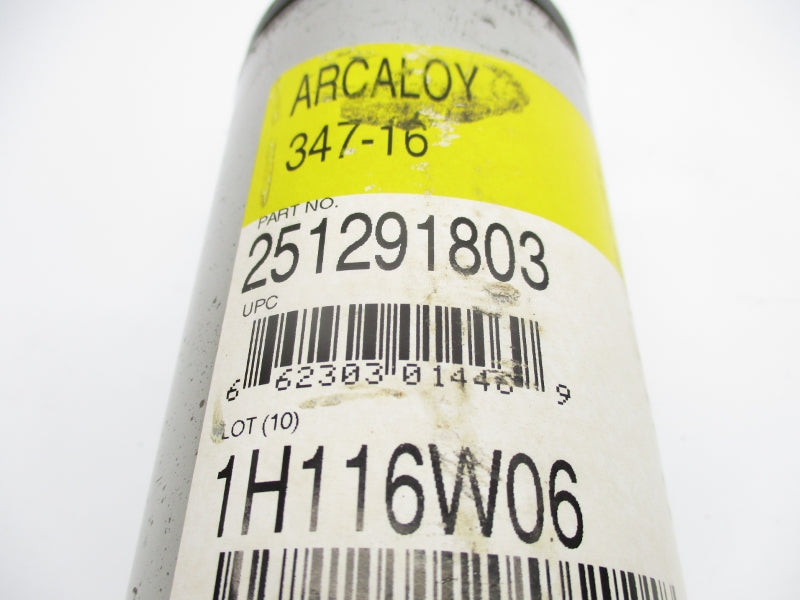 ARCALOY
347-16
PART NO.
251291803
UPC
6 62303 01446 9
LOT (10)
1H116W06